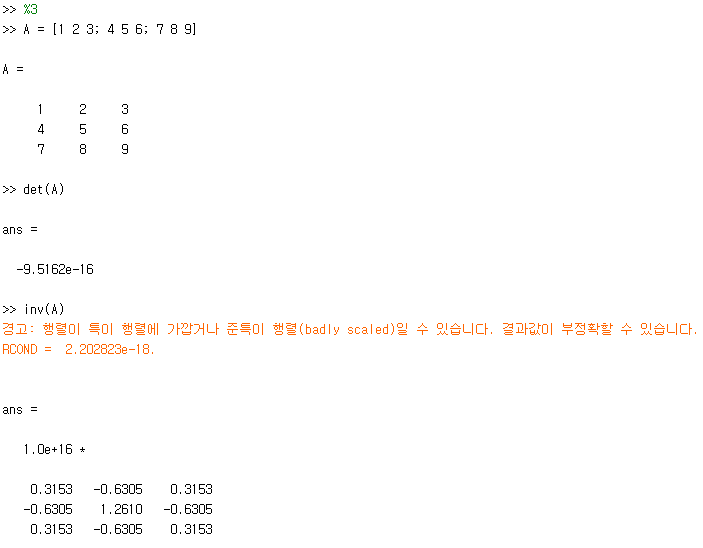 >> %3
>> A = [1 2 3; 4 5 6; 7 8 9]
A =
1 2 3
4 5 6
7 8 9
>> det(A)
ans =
-9.5162e-16
>> inv(A)
경고: 행렬이 특이 행렬에 가깝거나 준특이 행렬(badly scaled)일 수 있습니다. 결과값이 부정확할 수 있습니다.
RCOND = 2.202823e-18.
ans =
1.0e+16 *
0.3153 -0.6305 0.3153
-0.6305 1.2610 -0.6305
0.3153 -0.6305 0.3153